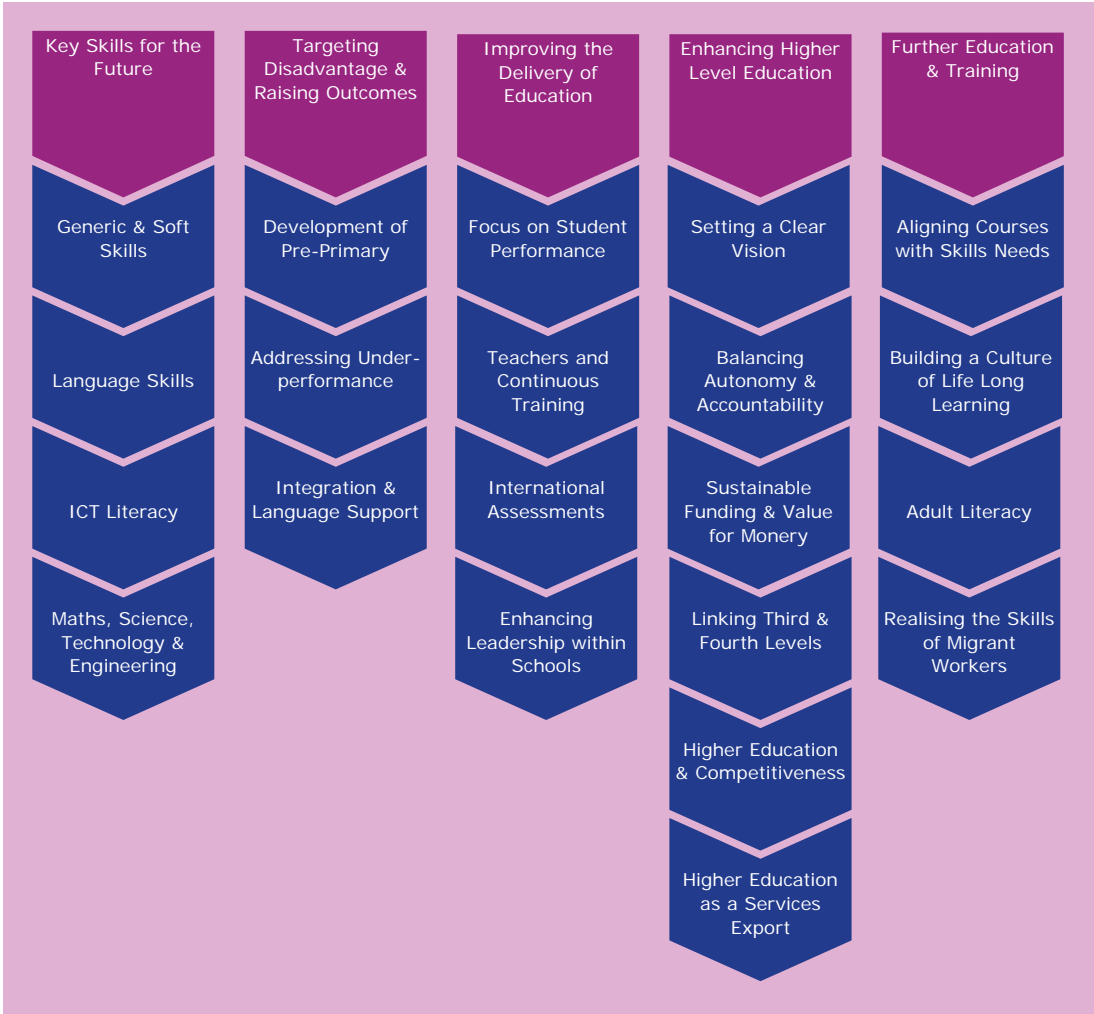 Key Skills for the
Future
Generic & Soft
Skills
Language Skills
ICT Literacy
Maths, Science,
Technology &
Engineering
Targeting
Disadvantage &
Raising Outcomes
Development of
Pre-Primary
Addressing Under-
performance
Integration &
Language Support
Improving the
Delivery of
Education
Focus on Student
Performance
Teachers and
Continuous
Training
International
Assessments
Enhancing
Leadership within
Schools
Enhancing Higher
Level Education
Setting a Clear
Vision
Balancing
Autonomy &
Accountability
Sustainable
Funding & Value
for Monery
Linking Third &
Fourth Levels
Higher Education
& Competitiveness
Higher Education
as a Services
Export
Further Education
& Training
Aligning Courses
with Skills Needs
Building a Culture
of Life Long
Learning
Adult Literacy
Realising the Skills
of Migrant
Workers